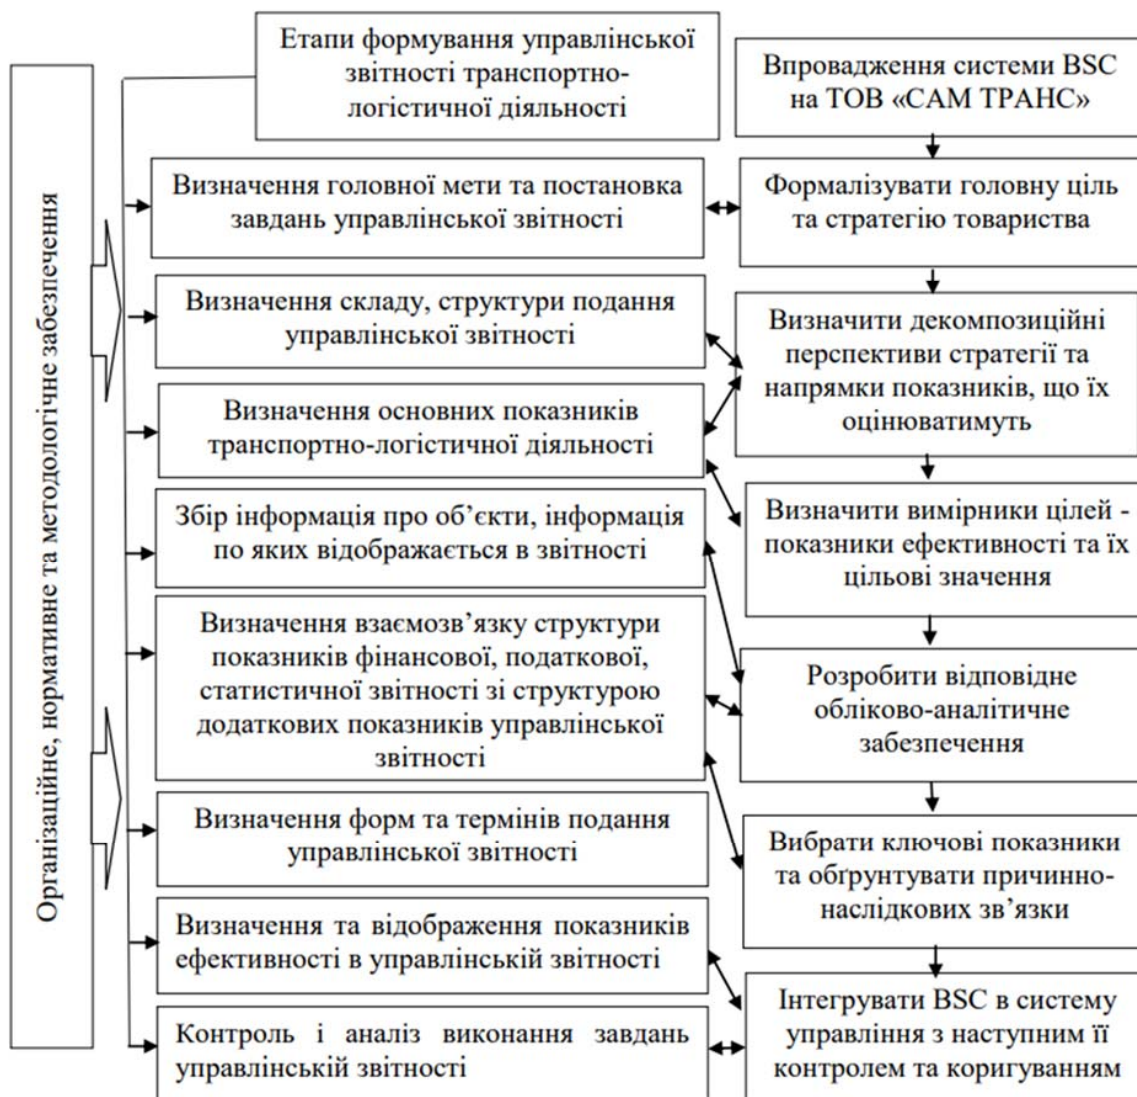 Організаційне, нормативне та методологічне забезпечення
Етапи формування управлінської
звітності транспортно-
логістичної діяльності
Визначення головної мети та постановка
завдань управлінської звітності
Визначення складу, структури подання
управлінської звітності
Визначення основних показників
транспортно-логістичної діяльності
Збір інформація про об’єкти, інформація
по яких відображається в звітності
Визначення взаємозв’язку структури
показників фінансової, податкової,
статистичної звітності зі структурою
додаткових показників управлінської
звітності
Визначення форм та термінів подання
управлінської звітності
Визначення та відображення показників
ефективності в управлінській звітності
Контроль і аналіз виконання завдань
управлінській звітності
Впровадження системи BSC
на ТОВ «САМ ТРАНС»
Формалізувати головну ціль
та стратегію товариства
Визначити декомпозиційні
перспективи стратегії та
напрямки показників, що їх
оцінюватимуть
Визначити вимірники цілей -
показники ефективності та їх
цільові значення
Розробити відповідне
обліково-аналітичне
забезпечення
Вибрати ключові показники
та обґрунтувати причинно-
наслідкових зв’язки
Інтегрувати BSC в систему
управління з наступним її
контролем та коригуванням